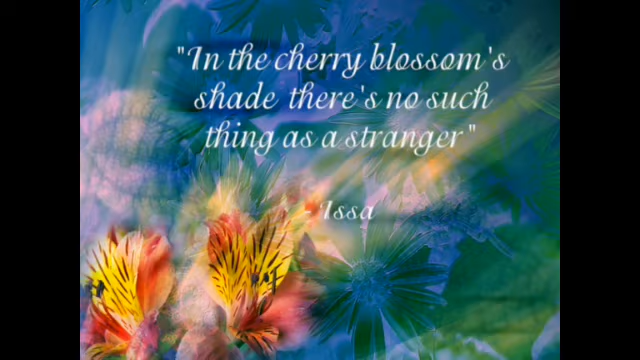 "In the cherry blossom's
shade there's no such
thing as a stranger"
- Issa